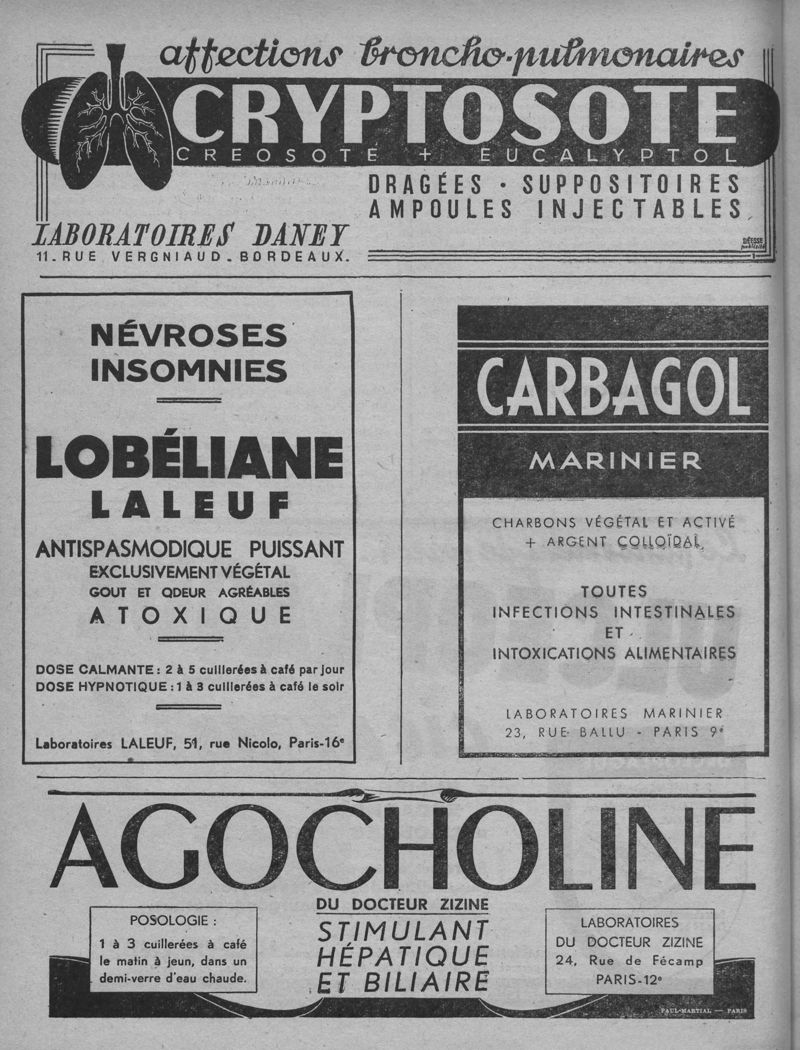 affections broncho-pulmonaires
CRYPTOSOTE
CREOSOTE + EUCALYPTOL
DRAGÉES • SUPPOSITOIRES
AMPOULES INJECTABLES
LABORATOIRES DANEY
11. RUE VERGNIAUD. BORDEAUX.
NÉVROSES
INSOMNIES
LOBÉLIANE
LALEUF
ANTISPASMODIQUE PUISSANT
EXCLUSIVEMENT VÉGÉTAL
GOUT ET ODEUR AGRÉABLES
ATOXIQUE
DOSE CALMANTE : 2 à 5 cuillerées à café par jour
DOSE HYPNOTIQUE : 1 à 3 cuillerées à café le soir
Laboratoires LALEUF, 51, rue Nicolo, Paris-16e
CARBAGOL
MARINIER
CHARBONS VÉGÉTAL ET ACTIVÉ
+ ARGENT COLLOÏDAL
TOUTES
INFECTIONS INTESTINALES
ET
INTOXICATIONS ALIMENTAIRES
LABORATOIRES MARINIER
23, RUE BALLU - PARIS 9e
AGOCHOLINE
DU DOCTEUR ZIZINE
STIMULANT
HÉPATIQUE
ET BILIAIRE
POSOLOGIE :
1 à 3 cuillerées à café
le matin à jeun, dans un
demi-verre d'eau chaude.
LABORATOIRES
DU DOCTEUR ZIZINE
24, Rue de Fécamp
PARIS-12e
PAUL-MARTIAL — PARIS